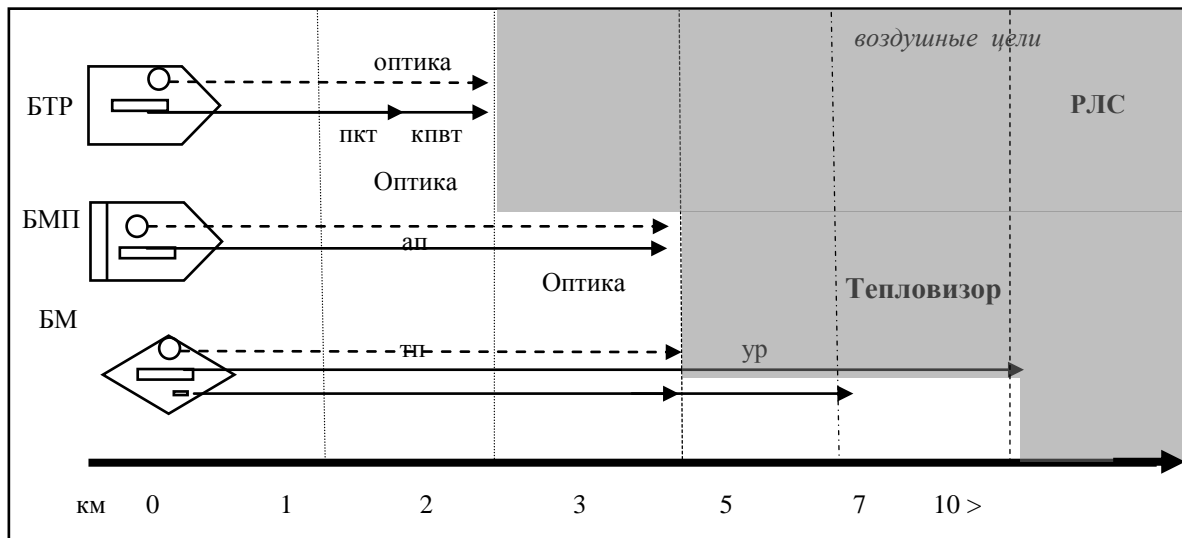 воздушные цели
оптика
БТР
РЛС
пкт кпвт
Оптика
БМП
ап
Оптика
Тепловизор
БМ
тп
ур
км 0 1 2 3 5 7 10 >